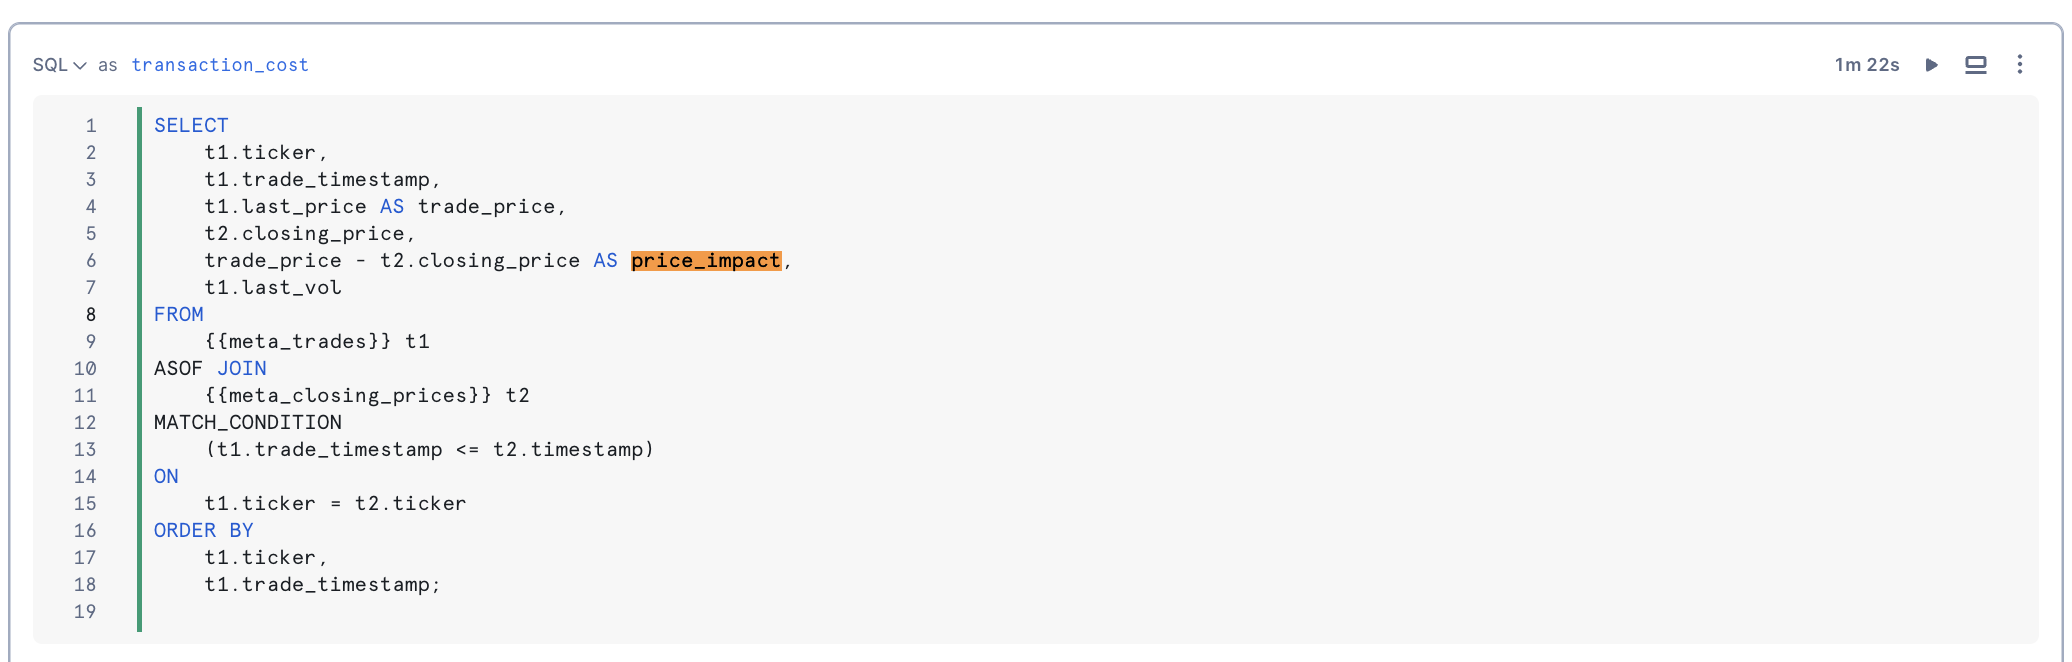 SQL as transaction_cost 1m 22s
1 SELECT
2 t1.ticker,
3 t1.trade_timestamp,
4 t1.last_price AS trade_price,
5 t2.closing_price,
6 trade_price - t2.closing_price AS price_impact,
7 t1.last_vol
8 FROM
9 {{meta_trades}} t1
10 ASOF JOIN
11 {{meta_closing_prices}} t2
12 MATCH_CONDITION
13 (t1.trade_timestamp <= t2.timestamp)
14 ON
15 t1.ticker = t2.ticker
16 ORDER BY
17 t1.ticker,
18 t1.trade_timestamp;
19